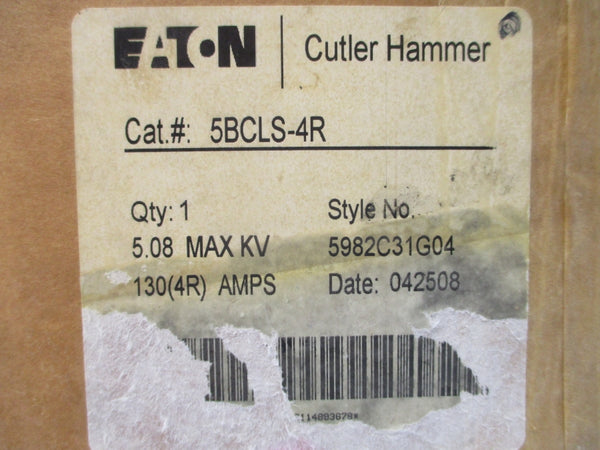 EATON Cutler Hammer
Cat.#: 5BCLS-4R
Qty: 1 Style No.
5.08 MAX KV 5982C31G04
130(4R) AMPS Date: 042508